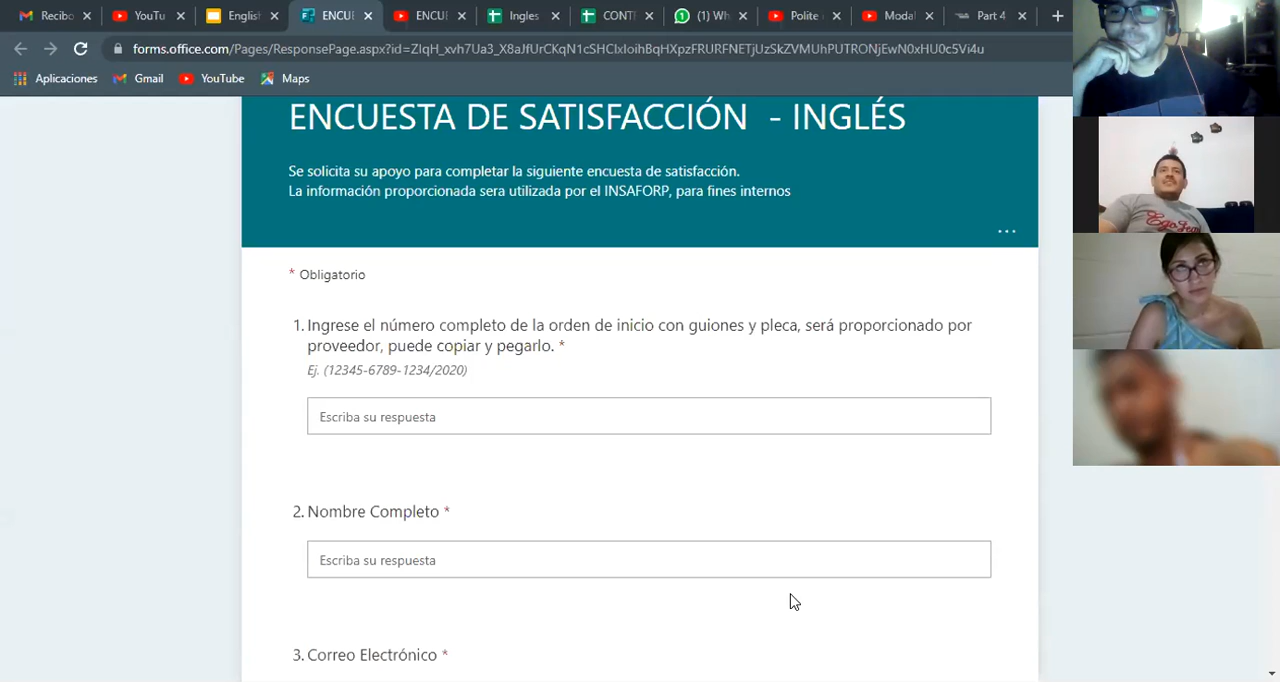 Recibo
YouTu
English
ENCUE
ENCUE
Ingles
CONTI
(1) Wh
Polite
Modal
Part 4
forms.office.com/Pages/ResponsePage.aspx?id=
Aplicaciones
Gmail
YouTube
Maps
ENCUESTA DE SATISFACCIÓN - INGLÉS
Se solicita su apoyo para completar la siguiente encuesta de satisfacción.
La información proporcionada sera utilizada por el INSAFORP, para fines internos
...
* Obligatorio
1. Ingrese el número completo de la orden de inicio con guiones y pleca, será proporcionado por
proveedor, puede copiar y pegarlo. *
Ej. (12345-6789-1234/2020)
Escriba su respuesta
2. Nombre Completo *
Escriba su respuesta
3. Correo Electrónico *